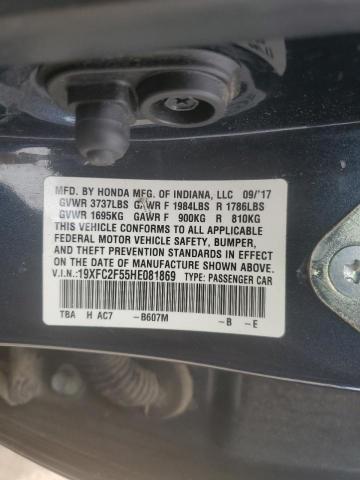 MFD. BY HONDA MFG. OF INDIANA, LLC 09/'17
GVWR 3737LBS GAWR F 1984LBS R 1786LBS
GVWR 1695KG GAWR F 900KG R 810KG
THIS VEHICLE CONFORMS TO ALL APPLICABLE
FEDERAL MOTOR VEHICLE SAFETY, BUMPER,
AND THEFT PREVENTION STANDARDS IN EFFECT
ON THE DATE OF MANUFACTURE SHOWN ABOVE.
V.I.N.:19XFC2F55HE081869 TYPE: PASSENGER CAR
TBA H AC7 -B607M -B -E